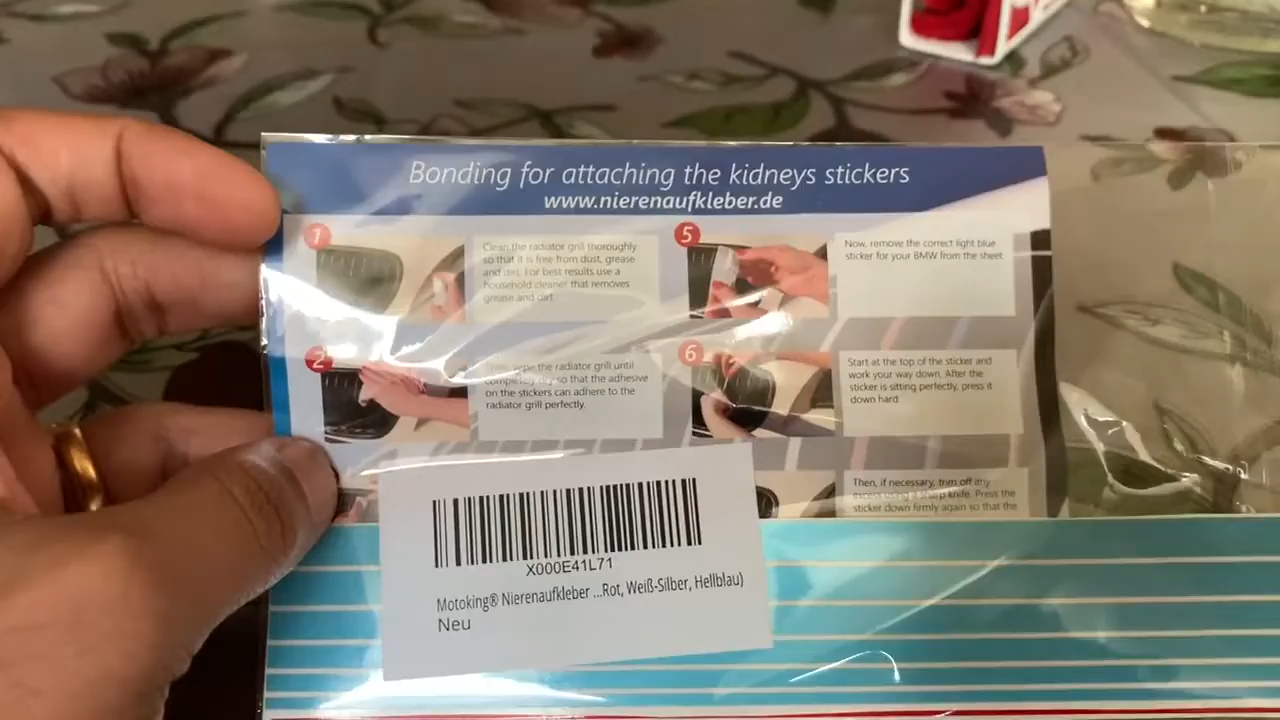 Bonding for attaching the kidneys stickers
www.nierenaufkleber.de
1
Clean the radiator grill thoroughly
so that it is free from dust, grease
and dirt. For best results use a
household cleaner that removes
grease and dirt
2
Then wipe the radiator grill until
completely dry so that the adhesive
on the stickers can adhere to the
radiator grill perfectly.
5
Now, remove the correct light blue
sticker for your BMW from the sheet
6
Start at the top of the sticker and
work your way down. After the
sticker is sitting perfectly, press it
down hard.
Then, if necessary, trim off any
excess using a sharp knife. Press the
sticker down firmly again so that the
X000E41L71
Motoking® Nierenaufkleber ...Rot, Weiß-Silber, Hellblau)
Neu